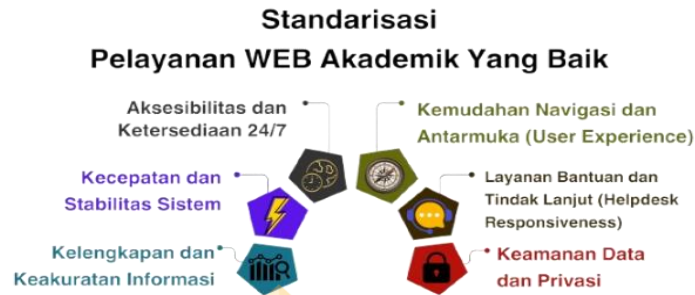 Standarisasi
Pelayanan WEB Akademik Yang Baik
Aksesibilitas dan
Ketersediaan 24/7
Kemudahan Navigasi dan
Antarmuka (User Experience)
Kecepatan dan
Stabilitas Sistem
Layanan Bantuan dan
Tindak Lanjut (Helpdesk
Responsiveness)
Kelengkapan dan
Keakuratan Informasi
Keamanan Data
dan Privasi